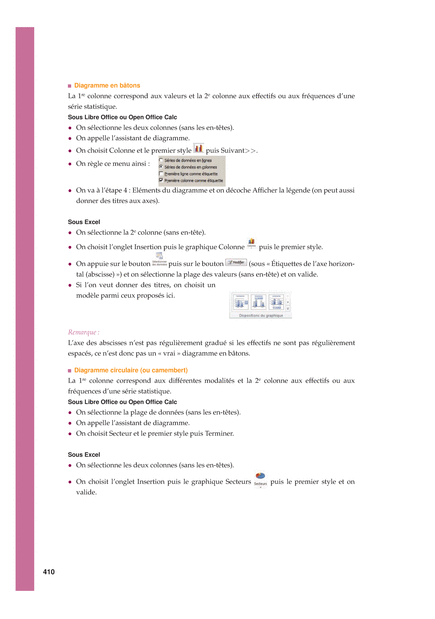 Diagramme en bâtons
La 1re colonne correspond aux valeurs et la 2e colonne aux effectifs ou aux fréquences d'une
série statistique.
Sous Libre Office ou Open Office Calc
• On sélectionne les deux colonnes (sans les en-têtes).
• On appelle l'assistant de diagramme.
• On choisit Colonne et le premier style puis Suivant>>.
• On règle ce menu ainsi :
Séries de données en lignes
Séries de données en colonnes
Première ligne comme étiquette
Première colonne comme étiquette
• On va à l'étape 4 : Eléments du diagramme et on décoche Afficher la légende (on peut aussi
donner des titres aux axes).
Sous Excel
• On sélectionne la 2e colonne (sans en-tête).
• On choisit l'onglet Insertion puis le graphique Colonne puis le premier style.
• On appuie sur le bouton puis sur le bouton Modifier (sous « Étiquettes de l'axe horizon-
tal (abscisse) ») et on sélectionne la plage des valeurs (sans en-tête) et on valide.
• Si l'on veut donner des titres, on choisit un
modèle parmi ceux proposés ici.
Dispositions du graphique
Remarque :
L'axe des abscisses n'est pas régulièrement gradué si les effectifs ne sont pas régulièrement
espacés, ce n'est donc pas un « vrai » diagramme en bâtons.
Diagramme circulaire (ou camembert)
La 1re colonne correspond aux différentes modalités et la 2e colonne aux effectifs ou aux
fréquences d'une série statistique.
Sous Libre Office ou Open Office Calc
• On sélectionne la plage de données (sans les en-têtes).
• On appelle l'assistant de diagramme.
• On choisit Secteur et le premier style puis Terminer.
Sous Excel
• On sélectionne les deux colonnes (sans les en-têtes).
• On choisit l'onglet Insertion puis le graphique Secteurs Secteurs puis le premier style et on
valide.
410